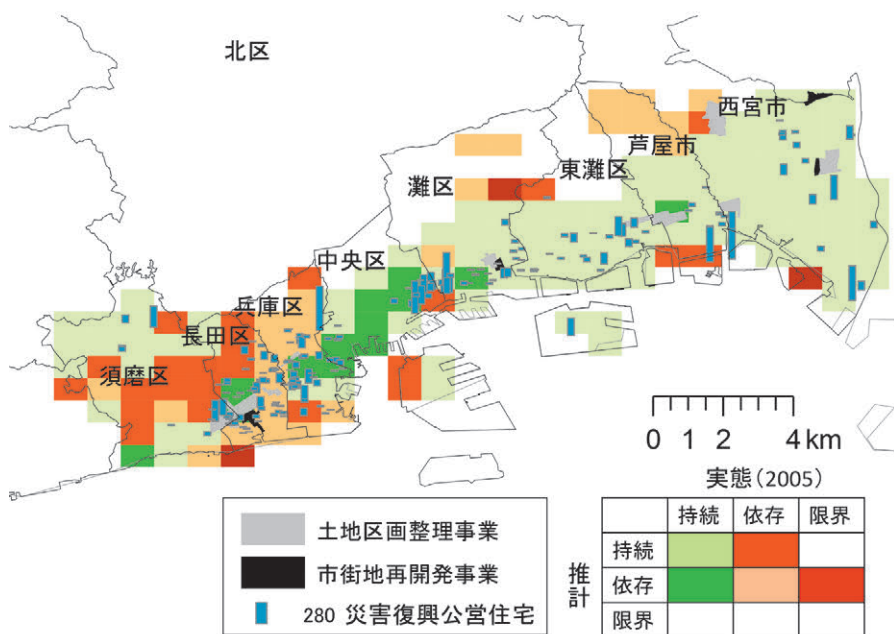 北区
西宮市
芦屋市
東灘区
灘区
中央区
兵庫区
長田区
須磨区
0 1 2 4 km
土地区画整理事業
市街地再開発事業
280 災害復興公営住宅
実態(2005)
持続 依存 限界
推計
持続
依存
限界